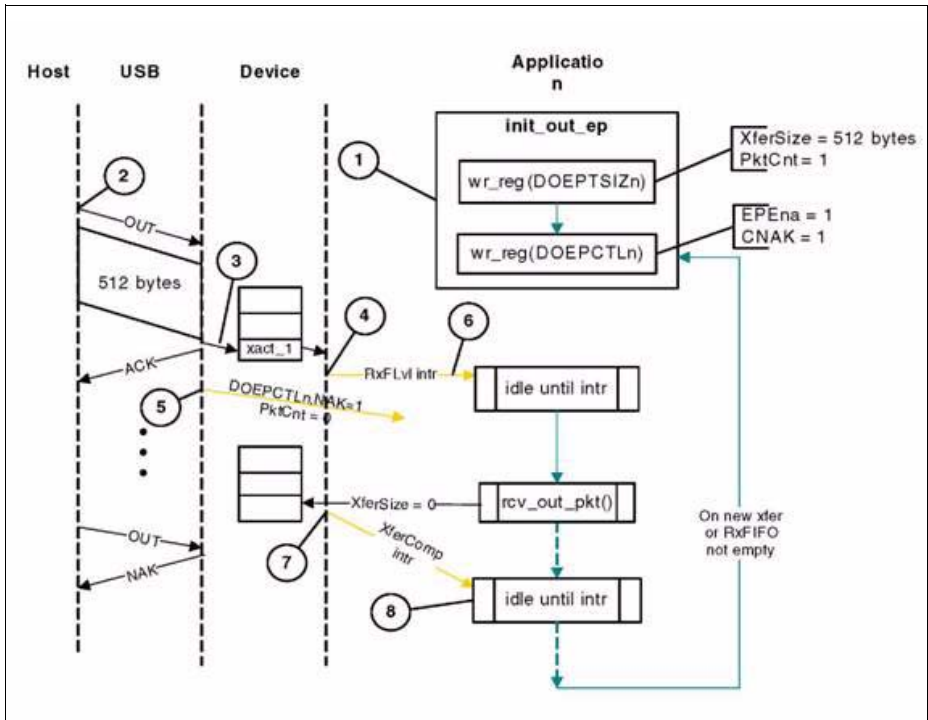 Host
USB
Device
Applicatio
n
init_out_ep
1
wr_reg(DOEPTSIZn)
XferSize = 512 bytes
PktCnt = 1
2
OUT
wr_reg(DOEPCTLn)
EPEna = 1
CNAK = 1
512 bytes
3
xact_1
4
6
ACK
RxFLvl intr
idle until intr
5
DOEPCTLn,NAK=1
PktCnt = 0
XferSize = 0
rcv_out_pkt()
On new xfer
or RxFIFO
not empty
OUT
NAK
7
XferComp
intr
8
idle until intr